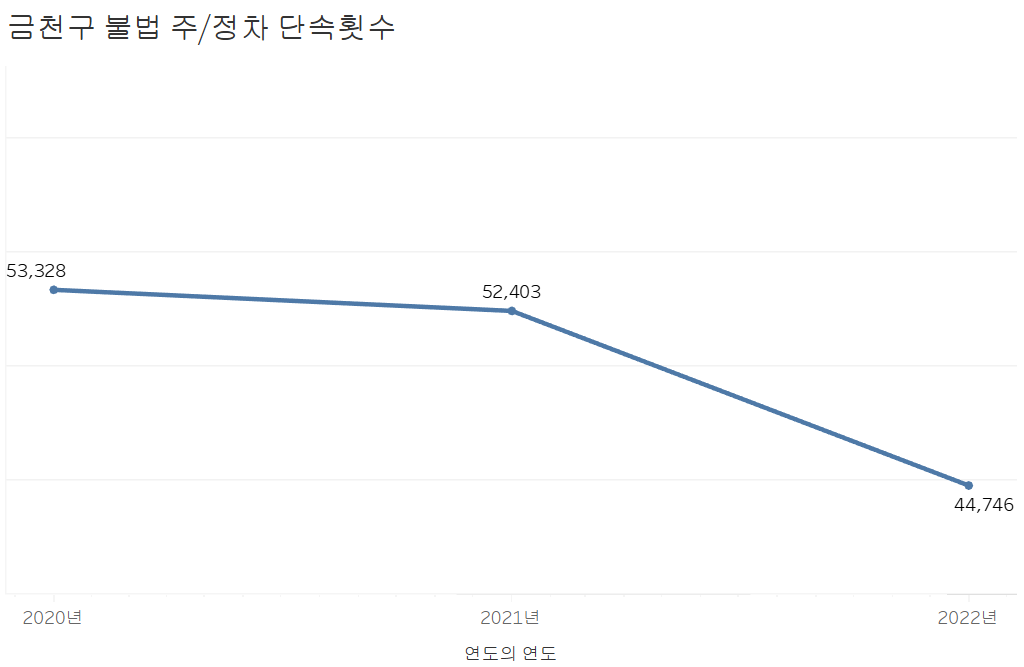 금천구 불법 주/정차 단속횟수
53,328
52,403
44,746
2020년
2021년
2022년
연도의 연도